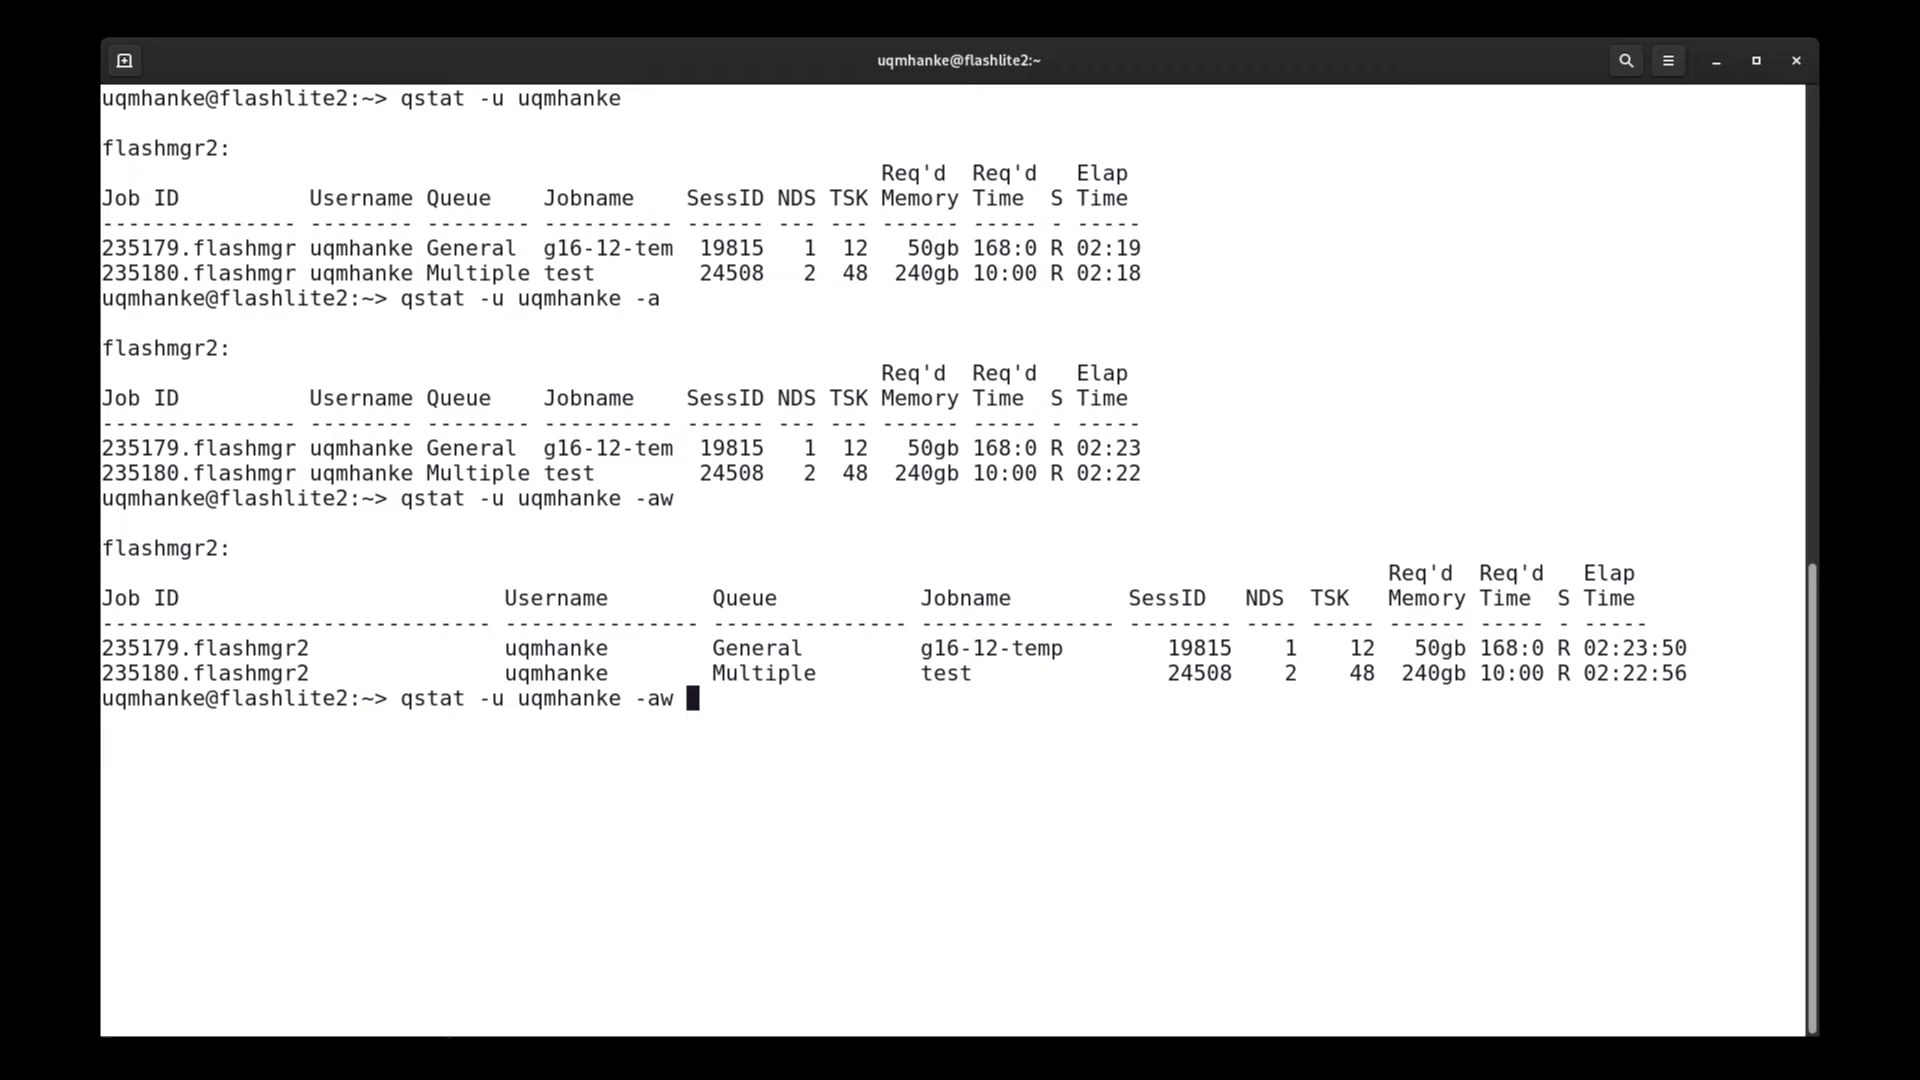 uqmhanke@flashlite2:~
uqmhanke@flashlite2:~> qstat -u uqmhanke
flashmgr2:
                                                            Req'd  Req'd   Elap
Job ID          Username Queue    Jobname    SessID NDS TSK Memory Time  S Time
--------------- -------- -------- ---------- ------ --- --- ------ ----- - -----
235179.flashmgr uqmhanke General  g16-12-tem  19815   1  12   50gb 168:0 R 02:19
235180.flashmgr uqmhanke Multiple test        24508   2  48  240gb 10:00 R 02:18
uqmhanke@flashlite2:~> qstat -u uqmhanke -a
flashmgr2:
                                                            Req'd  Req'd   Elap
Job ID          Username Queue    Jobname    SessID NDS TSK Memory Time  S Time
--------------- -------- -------- ---------- ------ --- --- ------ ----- - -----
235179.flashmgr uqmhanke General  g16-12-tem  19815   1  12   50gb 168:0 R 02:23
235180.flashmgr uqmhanke Multiple test        24508   2  48  240gb 10:00 R 02:22
uqmhanke@flashlite2:~> qstat -u uqmhanke -aw
flashmgr2:
                                                                                                   Req'd  Req'd   Elap
Job ID                         Username        Queue           Jobname         SessID   NDS  TSK   Memory Time  S Time
------------------------------ --------------- --------------- --------------- -------- ---- ----- ------ ----- - -----
235179.flashmgr2               uqmhanke        General         g16-12-temp        19815    1    12   50gb 168:0 R 02:23:50
235180.flashmgr2               uqmhanke        Multiple        test               24508    2    48  240gb 10:00 R 02:22:56
uqmhanke@flashlite2:~> qstat -u uqmhanke -aw